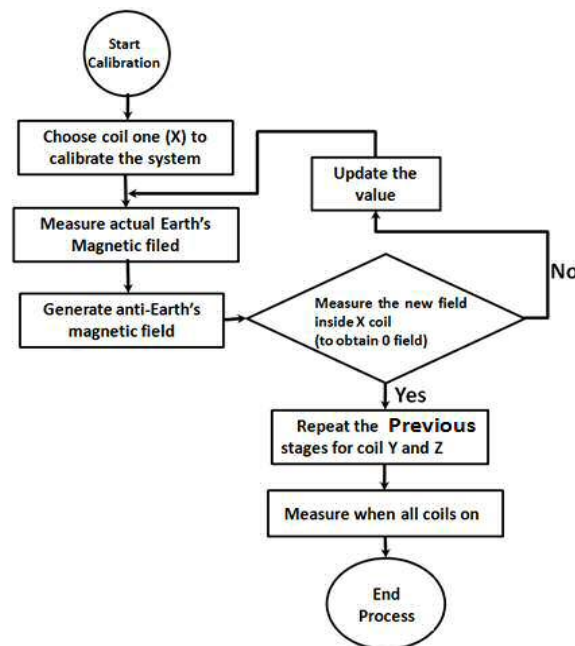 Start
Calibration
Choose coil one (X) to
calibrate the system
Measure actual Earth's
Magnetic filed
Generate anti-Earth's
magnetic field
Measure the new field
inside X coil
(to obtain 0 field)
No
Update the
value
Yes
Repeat the Previous
stages for coil Y and Z
Measure when all coils on
End
Process